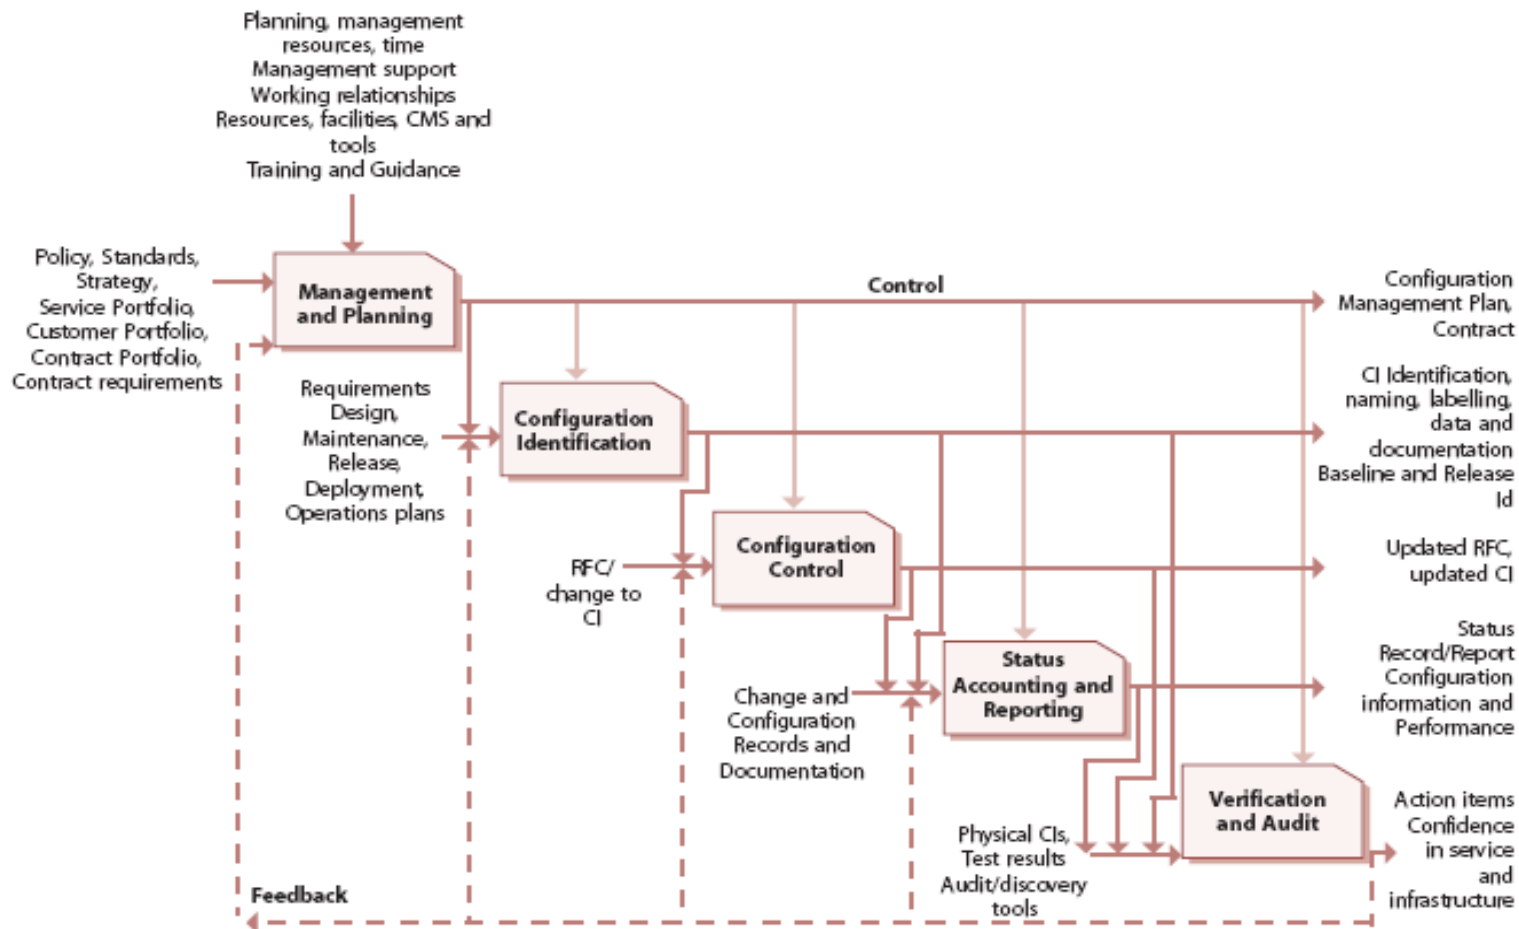 Planning, management
resources, time
Management support
Working relationships
Resources, facilities, CMS and
tools
Training and Guidance
Policy, Standards,
Strategy,
Service Portfolio,
Customer Portfolio,
Contract Portfolio,
Contract requirements
Management
and Planning
Control
Configuration
Management Plan,
Contract
Requirements
Design,
Maintenance,
Release,
Deployment,
Operations plans
Configuration
Identification
CI Identification,
naming, labelling,
data and
documentation
Baseline and Release
Id
RFC/
change to
CI
Configuration
Control
Updated RFC,
updated CI
Change and
Configuration
Records and
Documentation
Status
Accounting and
Reporting
Status
Record/Report
Configuration
information and
Performance
Physical CIs,
Test results
Audit/discovery
tools
Verification
and Audit
Action items
Confidence
in service
and
infrastructure
Feedback